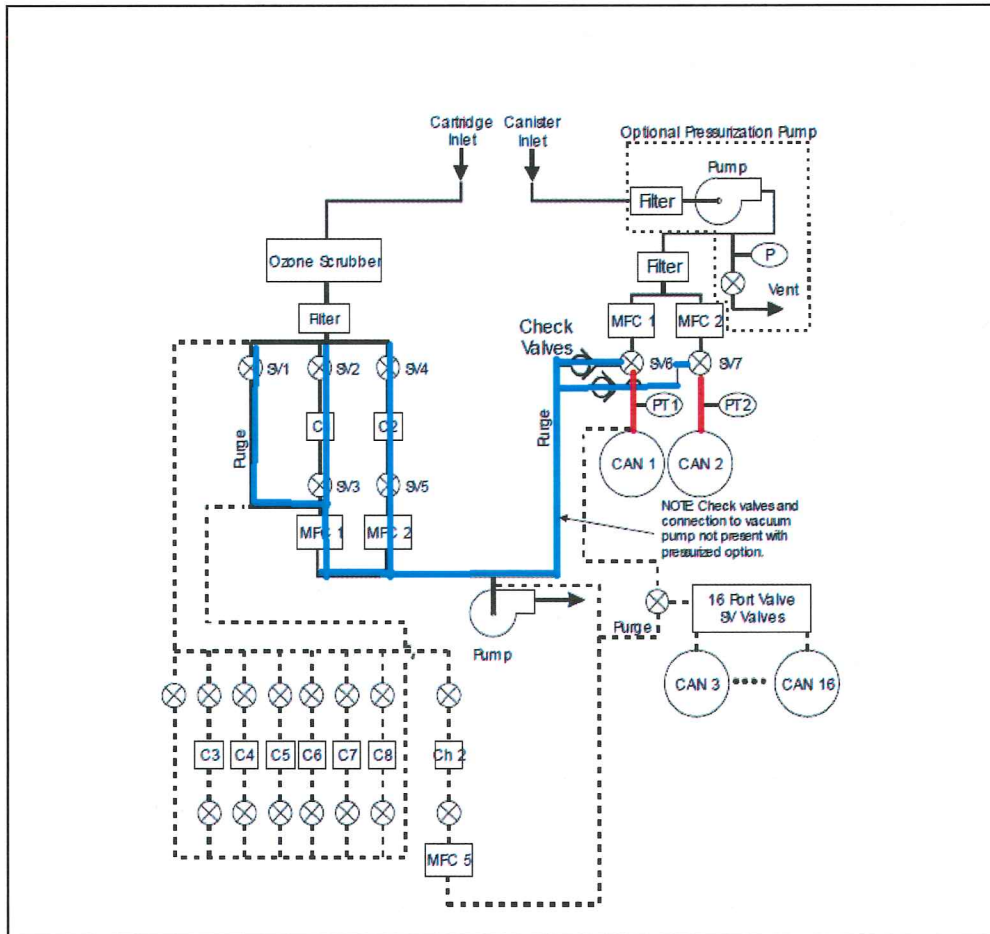 Cartridge
Inlet
Canister
Inlet
Optional Pressurization Pump
Pump
Filter
Ozone Scrubber
Filter
P
Vent
Filter
MFC 1
MFC 2
Check
Valves
SV1
SV2
SV4
SV6
SV7
PT1
PT2
C
C2
Purge
Purge
CAN 1
CAN 2
SV3
SV5
NOTE Check valves and
connection to vacuum
pump not present with
pressurized option.
MFC 1
MFC 2
16 Port Valve
SV Valves
Purge
Pump
CAN 3
CAN 16
C3
C4
C5
C6
C7
C8
Ch 2
MFC 5